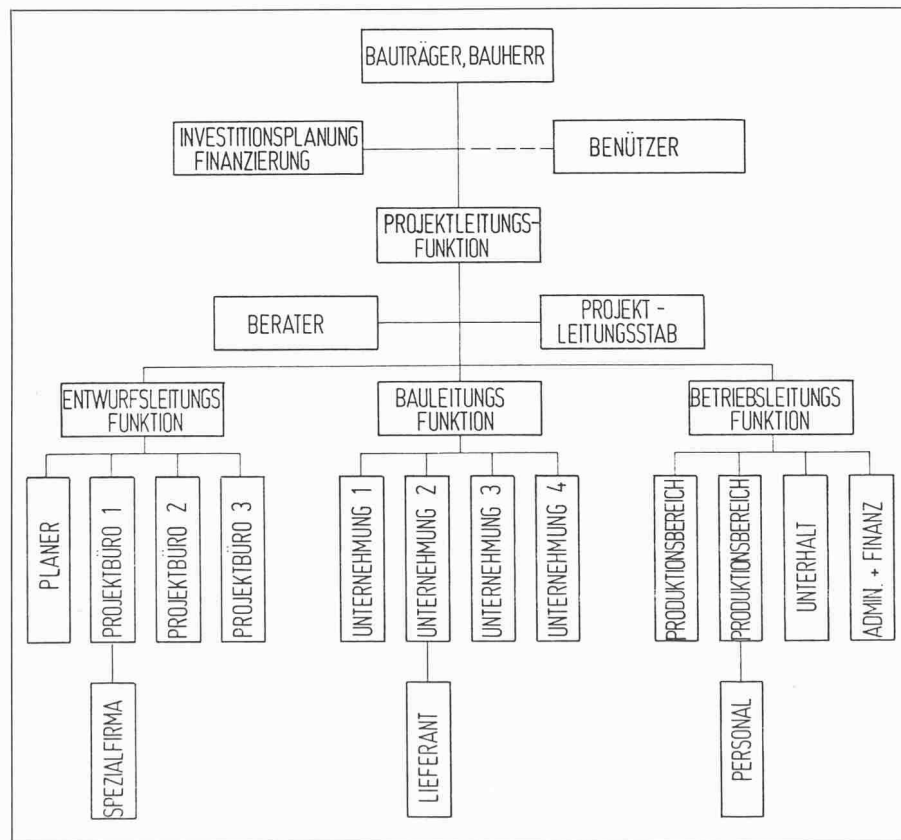 BAUTRÄGER, BAUHERR
INVESTITIONSPLANUNG
FINANZIERUNG
BENÜTZER
PROJEKTLEITUNGS-
FUNKTION
BERATER
PROJEKT-
LEITUNGSSTAB
ENTWURFSLEITUNGS
FUNKTION
BAULEITUNGS
FUNKTION
BETRIEBSLEITUNGS
FUNKTION
PLANER
PROJEKTBÜRO 1
PROJEKTBÜRO 2
PROJEKTBÜRO 3
UNTERNEHMUNG 1
UNTERNEHMUNG 2
UNTERNEHMUNG 3
UNTERNEHMUNG 4
PRODUKTIONSBEREICH
PRODUKTIONSBEREICH
UNTERHALT
ADMIN. + FINANZ
SPEZIALFIRMA
LIEFERANT
PERSONAL